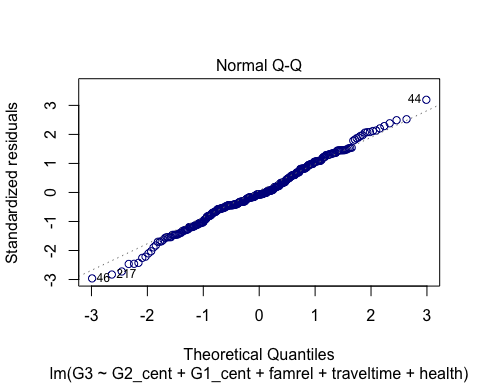 Normal Q-Q
Standardized residuals
3
2
1
0
-1
-2
-3
44
46
217
-3 -2 -1 0 1 2 3
Theoretical Quantiles
lm(G3 ~ G2_cent + G1_cent + famrel + traveltime + health)